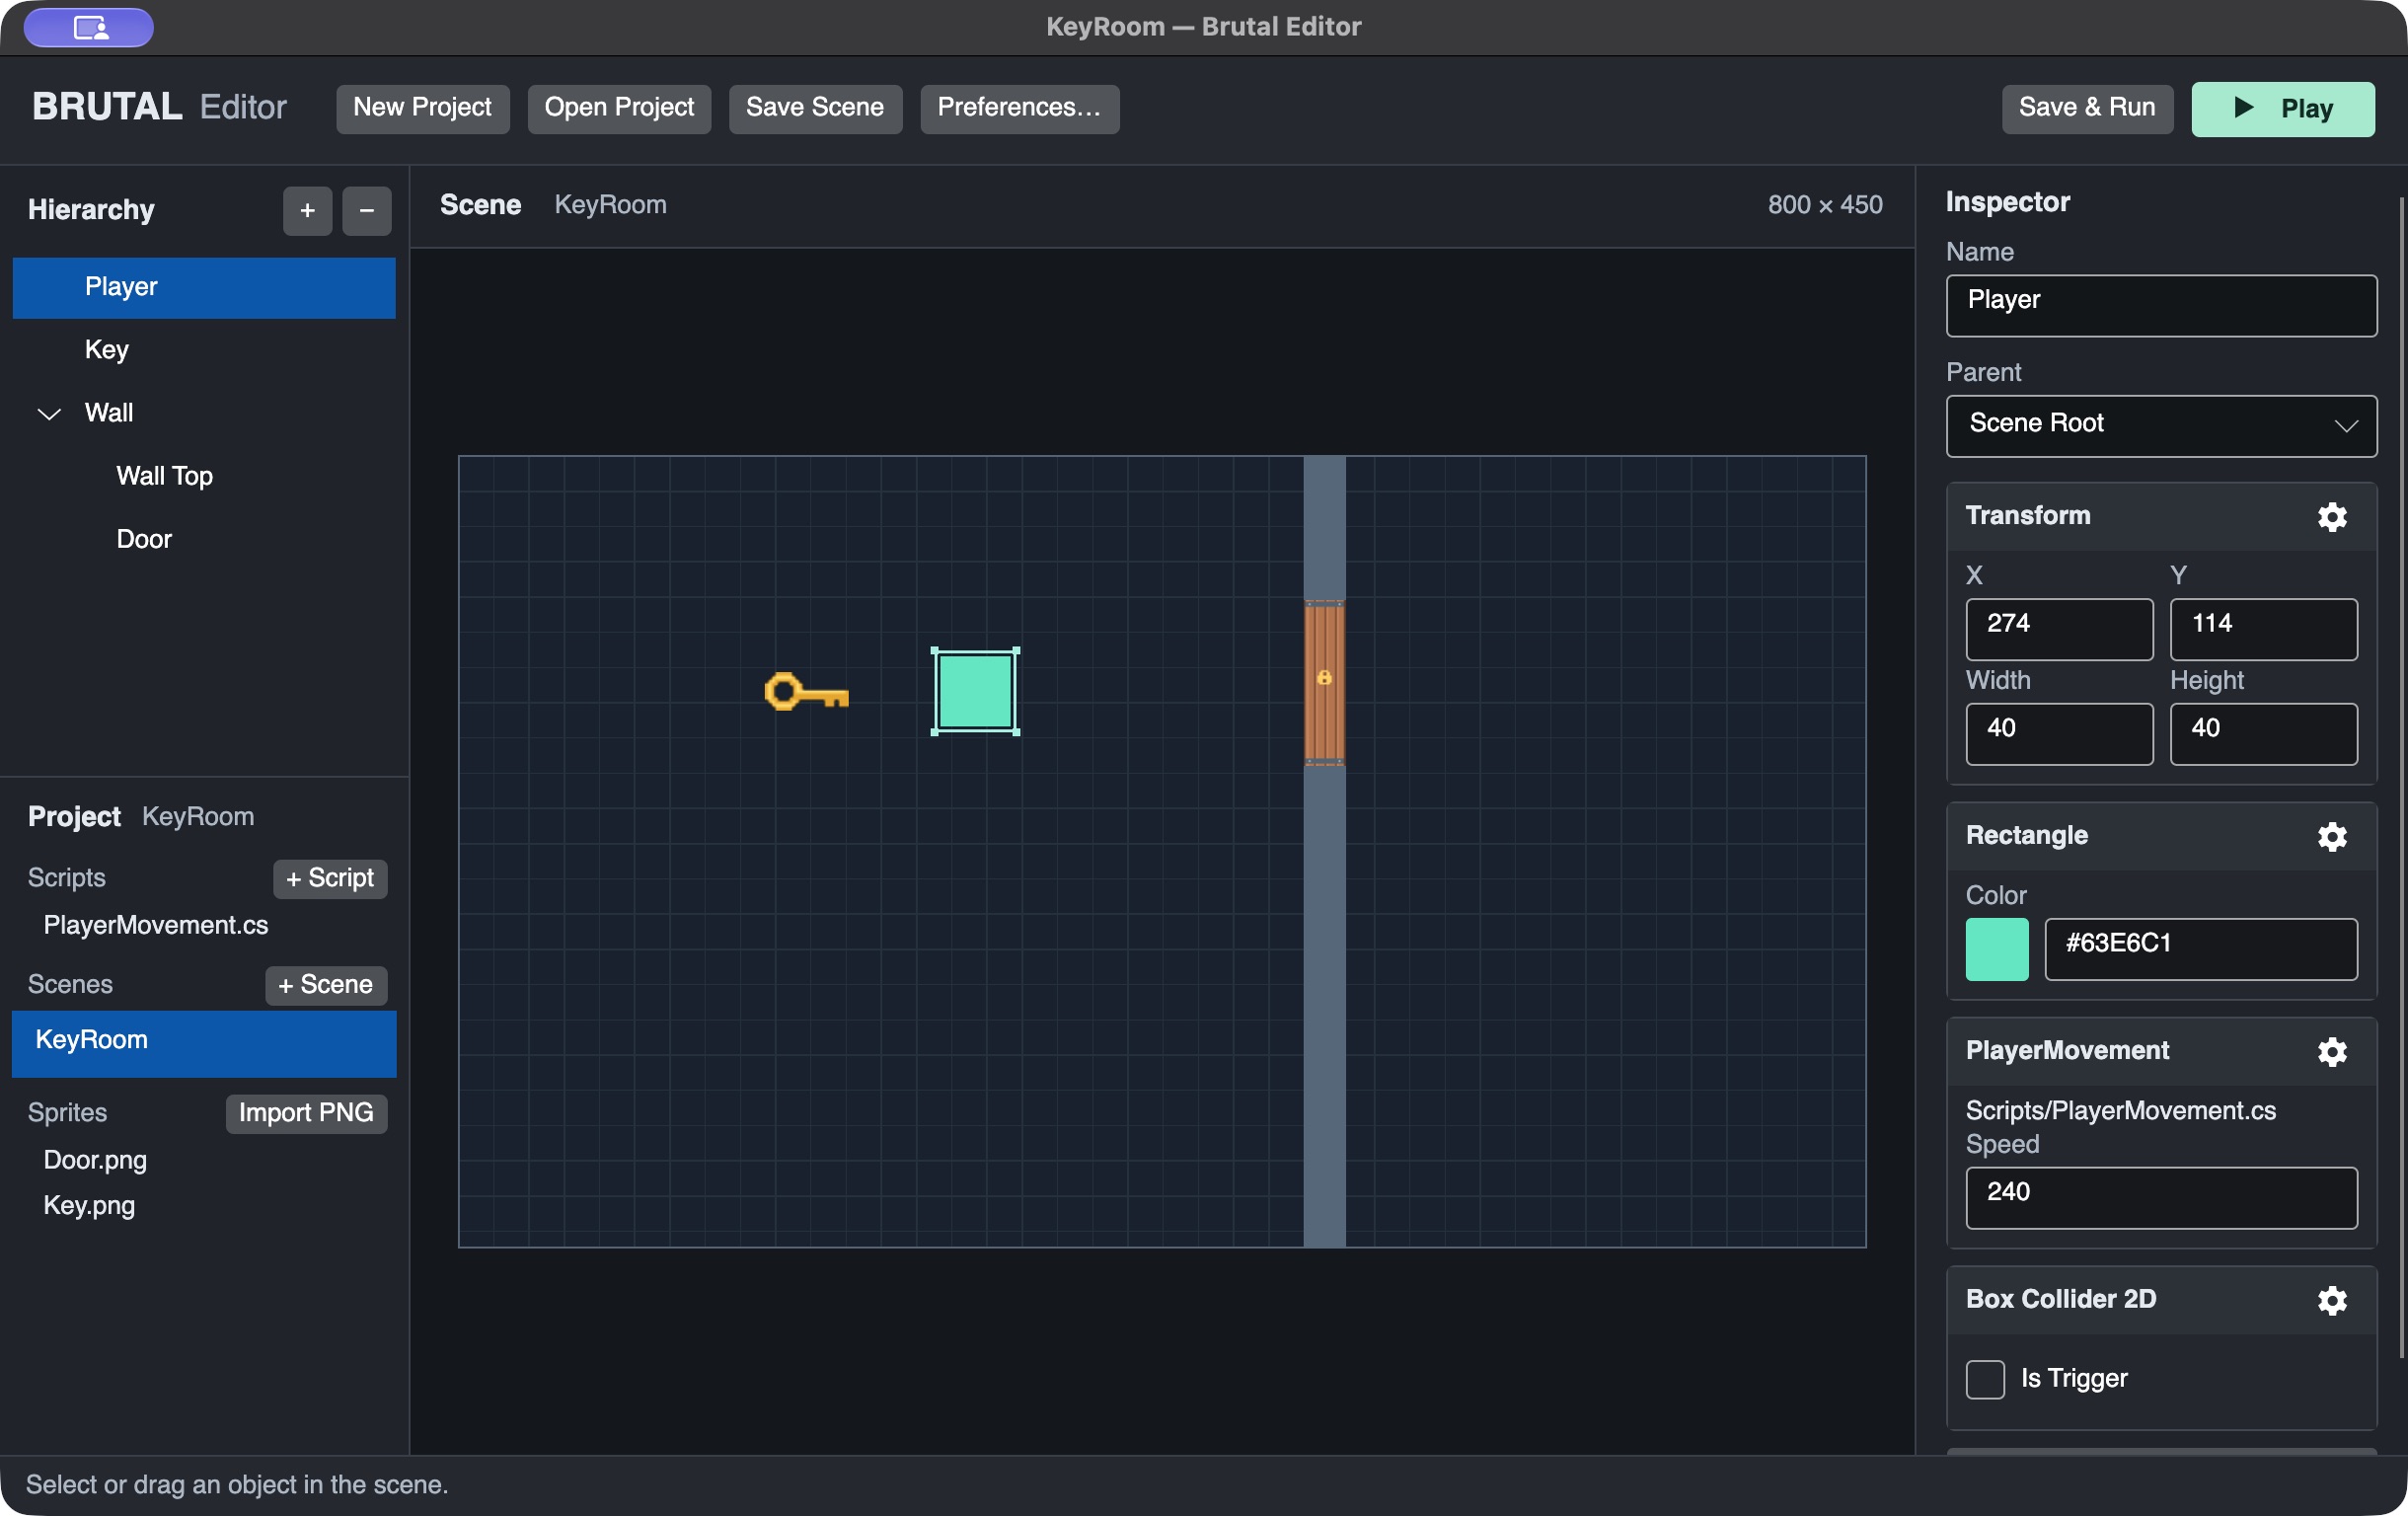 KeyRoom — Brutal Editor
BRUTAL Editor
New Project
Open Project
Save Scene
Preferences...
Save & Run
Play
Hierarchy
+
−
Player
Key
Wall
Wall Top
Door
Project KeyRoom
Scripts
+ Script
PlayerMovement.cs
Scenes
+ Scene
KeyRoom
Sprites
Import PNG
Door.png
Key.png
Scene KeyRoom
800 × 450
Inspector
Name
Player
Parent
Scene Root
Transform
X Y
274 114
Width Height
40 40
Rectangle
Color
#63E6C1
PlayerMovement
Scripts/PlayerMovement.cs
Speed
240
Box Collider 2D
Is Trigger
Select or drag an object in the scene.